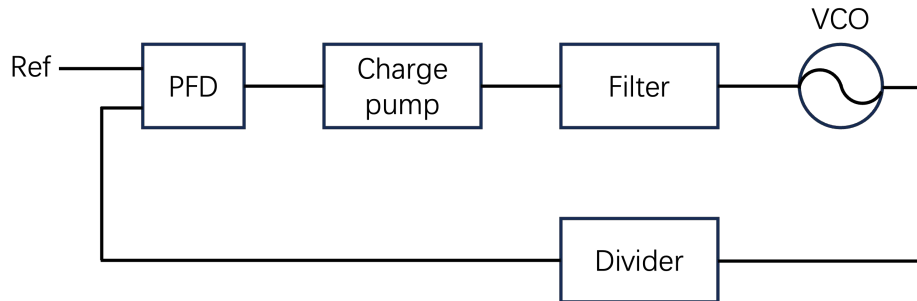 VCO
Ref
PFD
Charge
pump
Filter
Divider